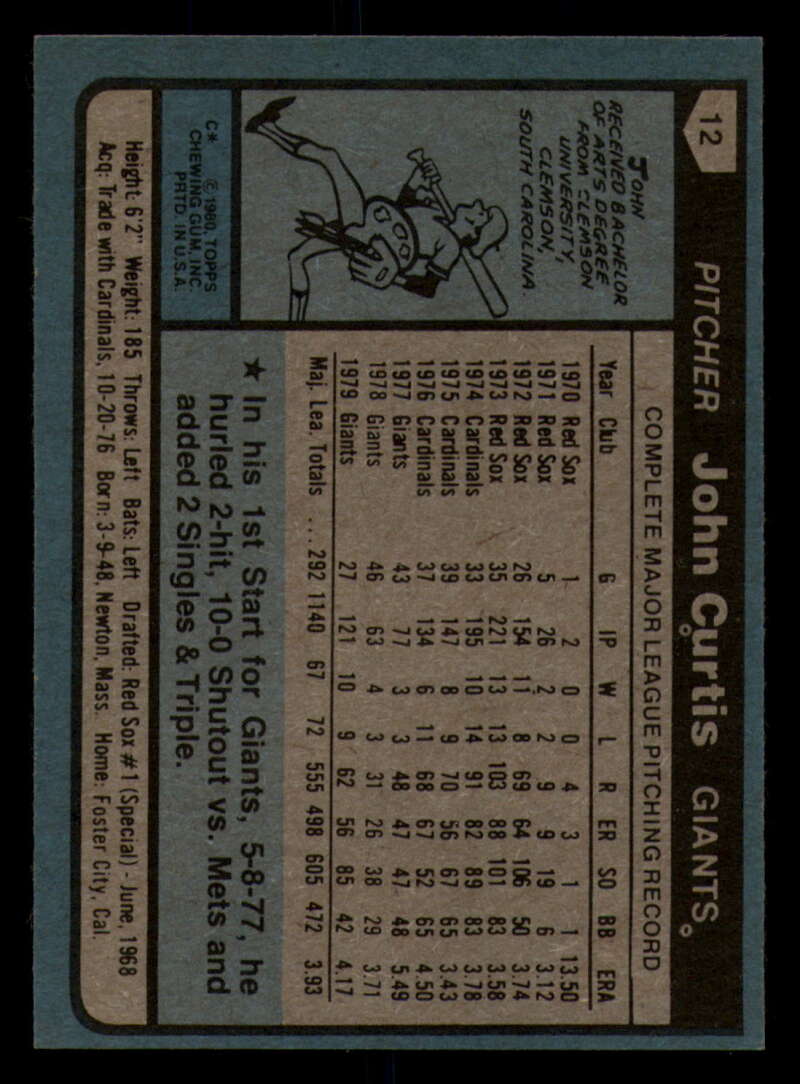 12
PITCHER John Curtis GIANTS
JOHN
RECEIVED BACHELOR
OF ARTS DEGREE
FROM CLEMSON
UNIVERSITY,
CLEMSON,
SOUTH CAROLINA.
C* © 1980, TOPPS
CHEWING GUM, INC.
PRTD. IN U.S.A.
COMPLETE MAJOR LEAGUE PITCHING RECORD
Year Club G IP W L R ER SO BB ERA
1970 Red Sox 1 2 0 0 4 3 1 1 13.50
1971 Red Sox 5 26 2 2 9 9 19 6 3.12
1972 Red Sox 26 154 11 8 69 64 106 50 3.74
1973 Red Sox 35 221 13 13 103 88 101 83 3.58
1974 Cardinals 33 195 10 14 91 82 89 83 3.78
1975 Cardinals 39 147 8 9 70 56 67 65 3.43
1976 Cardinals 37 134 6 11 68 67 52 65 4.50
1977 Giants 43 77 3 3 48 47 47 48 5.49
1978 Giants 46 63 4 3 31 26 38 29 3.71
1979 Giants 27 121 10 9 62 56 85 42 4.17
Maj. Lea. Totals ... 292 1140 67 72 555 498 605 472 3.93
★ In his 1st Start for Giants, 5-8-77, he
hurled 2-hit, 10-0 Shutout vs. Mets and
added 2 Singles & Triple.
Height: 6'2" Weight: 185 Throws: Left Bats: Left Drafted: Red Sox #1 (Special) - June, 1968
Acq: Trade with Cardinals, 10-20-76 Born: 3-9-48, Newton, Mass. Home: Foster City, Cal.